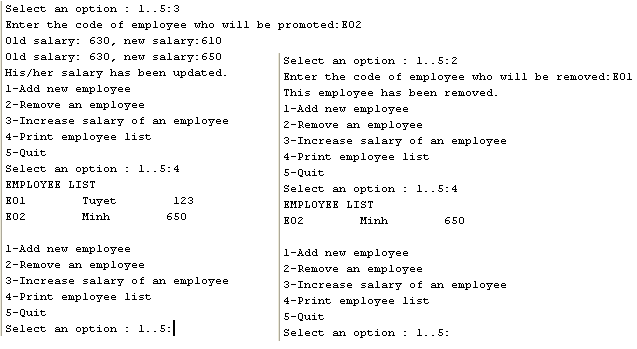 Select an option : 1..5:3
Enter the code of employee who will be promoted:E02
Old salary: 630, new salary:610
Old salary: 630, new salary:650
His/her salary has been updated.
1-Add new employee
2-Remove an employee
3-Increase salary of an employee
4-Print employee list
5-Quit
Select an option : 1..5:4
EMPLOYEE LIST
E01 Tuyet 123
E02 Minh 650
1-Add new employee
2-Remove an employee
3-Increase salary of an employee
4-Print employee list
5-Quit
Select an option : 1..5:
Select an option : 1..5:2
Enter the code of employee who will be removed:E01
This employee has been removed.
1-Add new employee
2-Remove an employee
3-Increase salary of an employee
4-Print employee list
5-Quit
Select an option : 1..5:4
EMPLOYEE LIST
E02 Minh 650
1-Add new employee
2-Remove an employee
3-Increase salary of an employee
4-Print employee list
5-Quit
Select an option : 1..5: